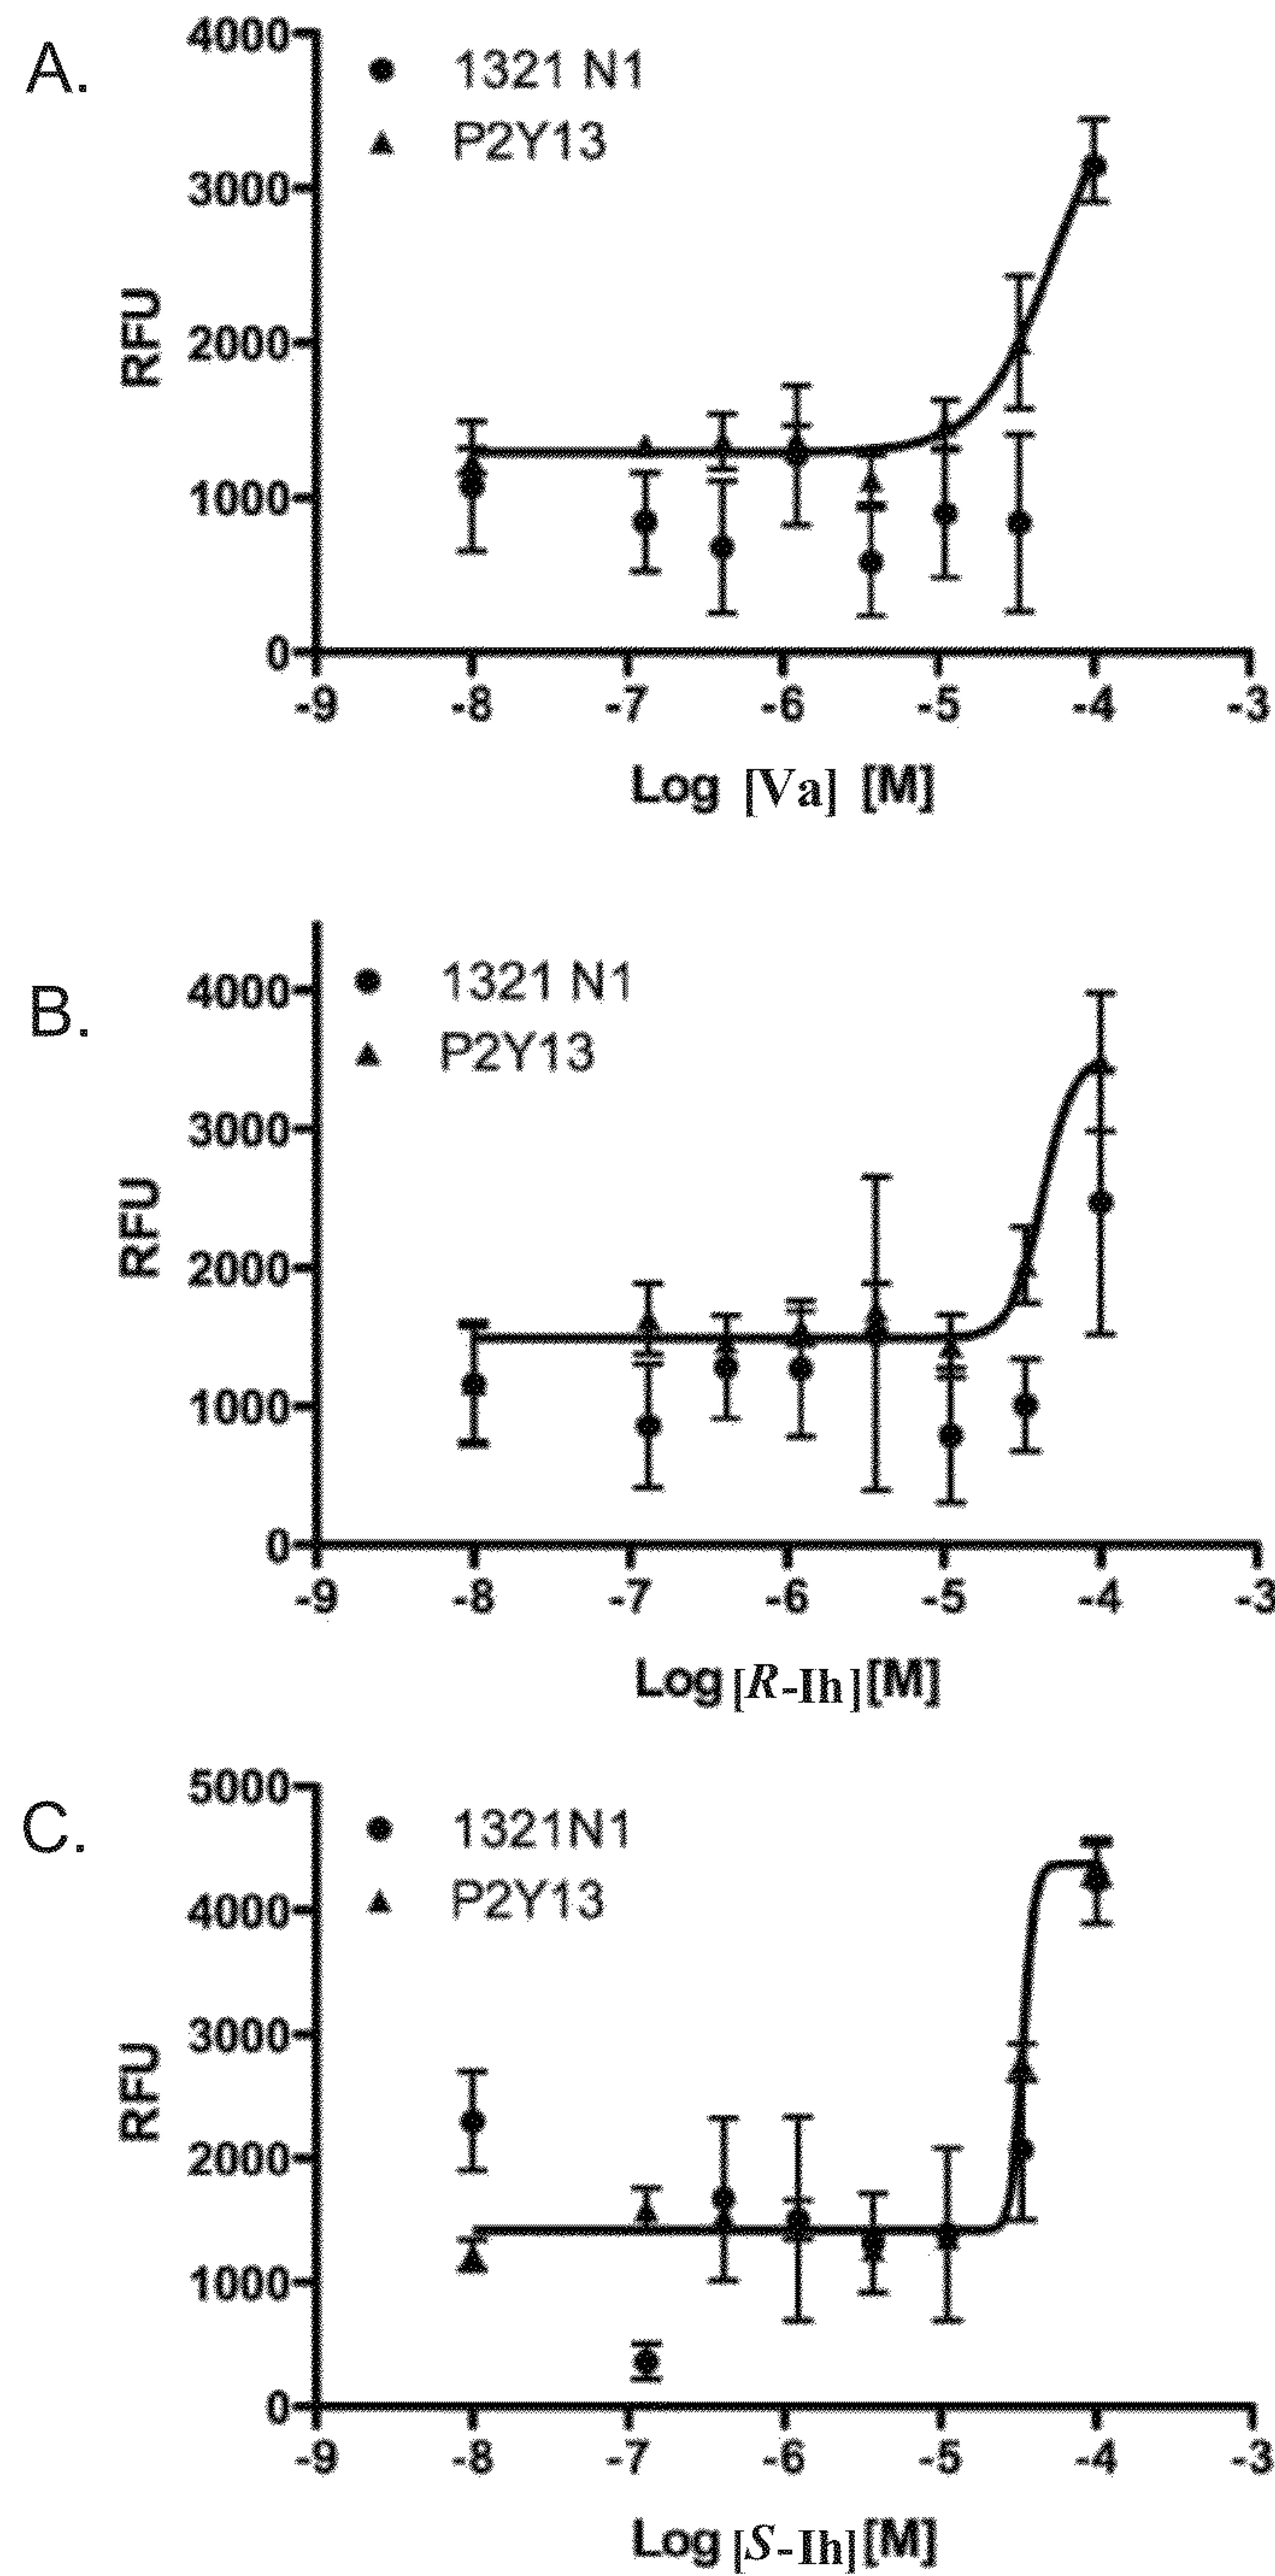 A.
4000
1321 N1
P2Y13
3000
RFU
2000
1000
0
-9 -8 -7 -6 -5 -4 -3
Log [Va] [M]
B.
4000
1321 N1
P2Y13
3000
RFU
2000
1000
0
-9 -8 -7 -6 -5 -4 -3
Log [R-Ih] [M]
C.
5000
1321N1
P2Y13
4000
3000
RFU
2000
1000
0
-9 -8 -7 -6 -5 -4 -3
Log [S-Ih] [M]